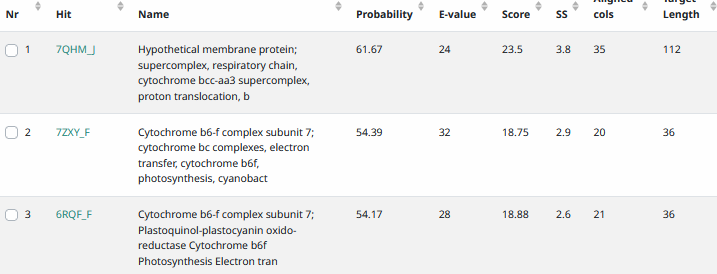 Aligned Target
Nr Hit Name Probability E-value Score SS cols Length
1 7QHM_J Hypothetical membrane protein; 61.67 24 23.5 3.8 35 112
supercomplex, respiratory chain,
cytochrome bcc-aa3 supercomplex,
proton translocation, b
2 7ZXY_F Cytochrome b6-f complex subunit 7; 54.39 32 18.75 2.9 20 36
cytochrome bc complexes, electron
transfer, cytochrome b6f,
photosynthesis, cyanobact
3 6RQF_F Cytochrome b6-f complex subunit 7; 54.17 28 18.88 2.6 21 36
Plastoquinol-plastocyanin oxido-
reductase Cytochrome b6f
Photosynthesis Electron tran